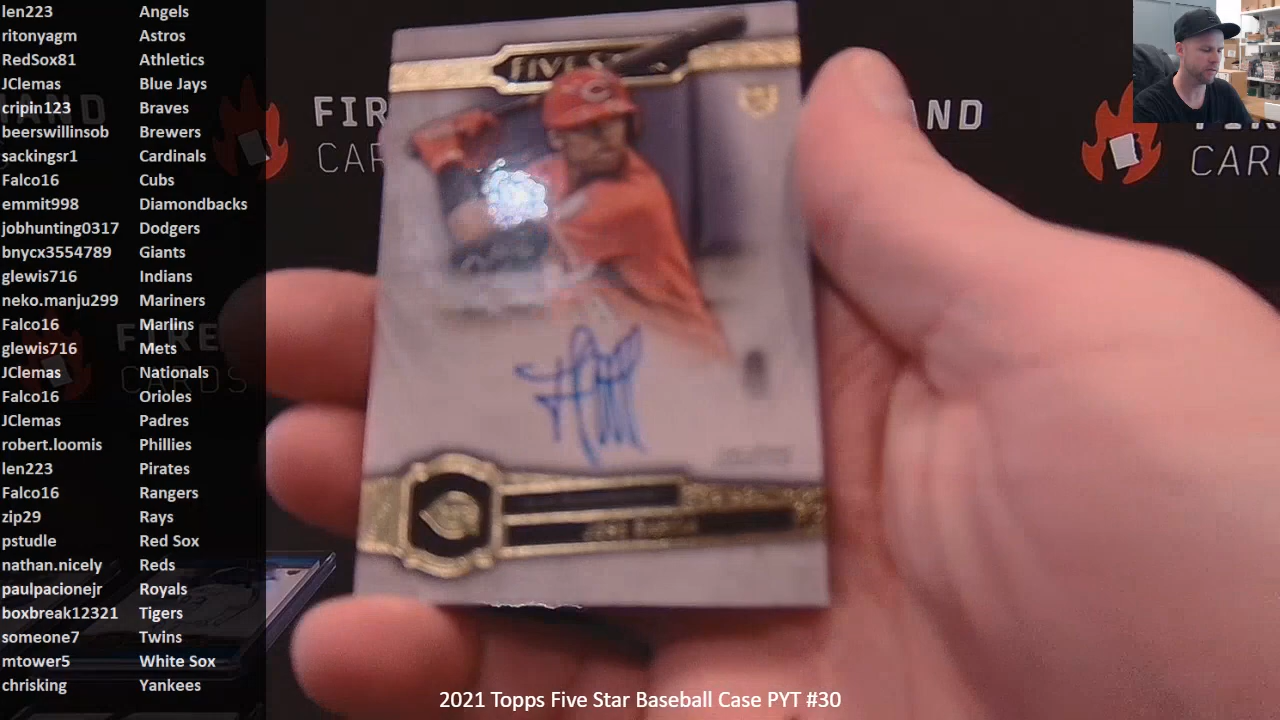 len223 Angels
ritonyagm Astros
RedSox81 Athletics
JClemas Blue Jays
cripin123 Braves
beerswillinsob Brewers
sackingsr1 Cardinals
Falco16 Cubs
emmit998 Diamondbacks
jobhunting0317 Dodgers
bnycx3554789 Giants
glewis716 Indians
neko.manju299 Mariners
Falco16 Marlins
glewis716 Mets
JClemas Nationals
Falco16 Orioles
JClemas Padres
robert.loomis Phillies
len223 Pirates
Falco16 Rangers
zip29 Rays
pstudle Red Sox
nathan.nicely Reds
paulpacionejr Royals
boxbreak12321 Tigers
someone7 Twins
mtower5 White Sox
chrisking Yankees
FIVE
C
2021 Topps Five Star Baseball Case PYT #30